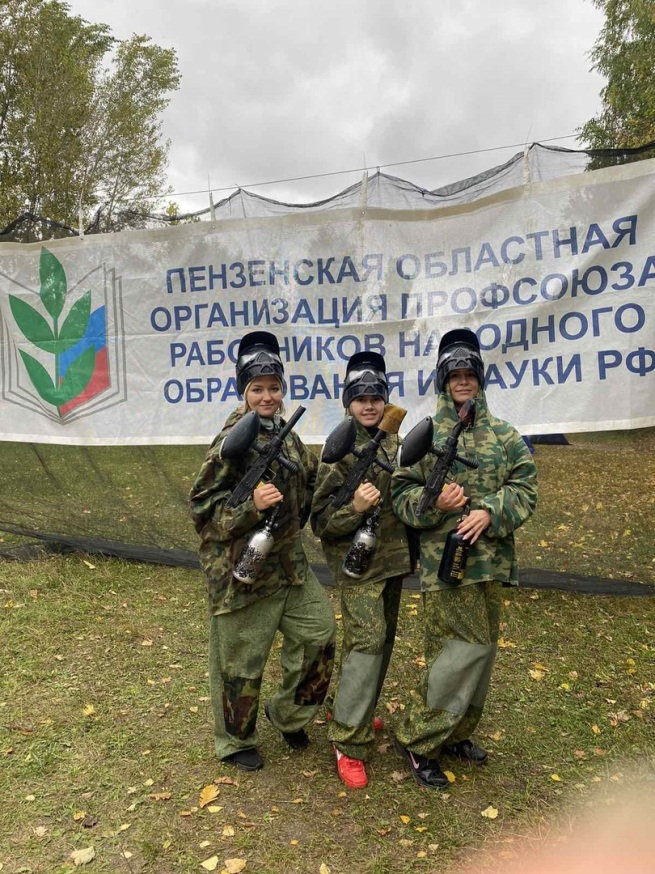 ПЕНЗЕНСКАЯ ОБЛАСТНАЯ
ОРГАНИЗАЦИЯ ПРОФСОЮЗА
РАБОТНИКОВ НАРОДНОГО
ОБРАЗОВАНИЯ И НАУКИ РФ